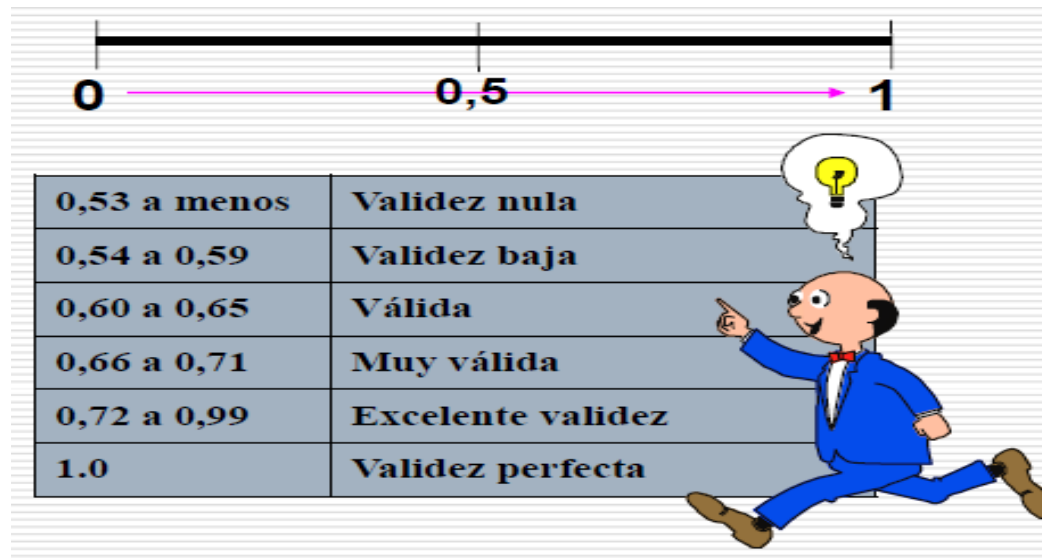 0 0,5 1
0,53 a menos Validez nula
0,54 a 0,59 Validez baja
0,60 a 0,65 Válida
0,66 a 0,71 Muy válida
0,72 a 0,99 Excelente validez
1.0 Validez perfecta